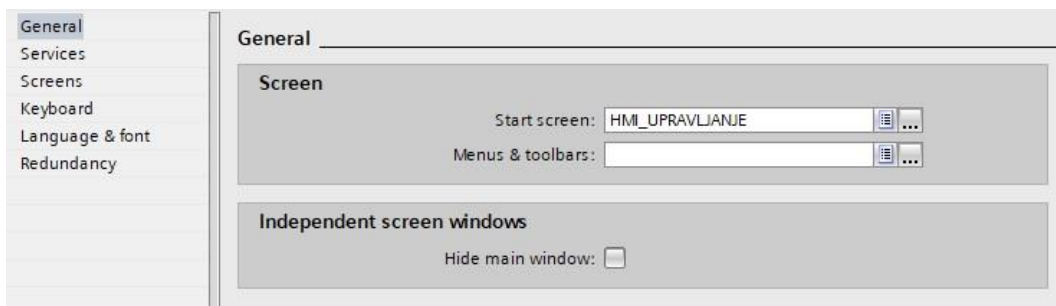 General
Services
Screens
Keyboard
Language & font
Redundancy
General
Screen
Start screen: HMI_UPRAVLJANJE ...
Menus & toolbars: ...
Independent screen windows
Hide main window: